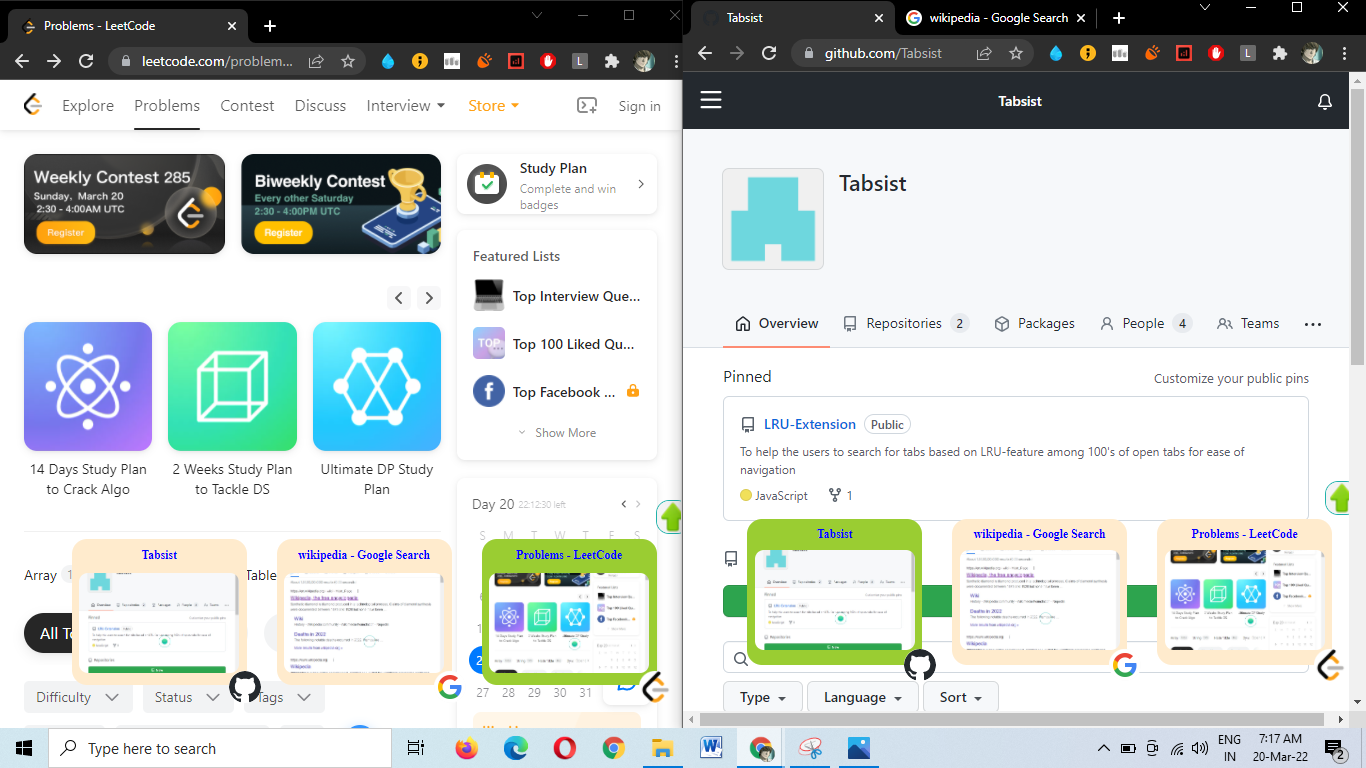 Problems - LeetCode
leetcode.com/problem...
L
Explore
Problems
Contest
Discuss
Interview
Store
Sign in
Weekly Contest 285
Sunday, March 20
2:30 - 4:00AM UTC
Register
Biweekly Contest
Every other Saturday
2:30 - 4:00PM UTC
Register
Study Plan
Complete and win
badges
Featured Lists
Top Interview Que...
TOP
Top 100 Liked Qu...
Top Facebook ...
Show More
14 Days Study Plan
to Crack Algo
2 Weeks Study Plan
to Tackle DS
Ultimate DP Study
Plan
Day 20
22:12:30 left
S M T W T F S
Array
Table
Tabsist
wikipedia - Google Search
Problems - LeetCode
All T
Difficulty
Status
Tags
27 28 29 30 31
Tabsist
wikipedia - Google Search
github.com/Tabsist
L
Tabsist
Tabsist
Overview
Repositories 2
Packages
People 4
Teams
Pinned
Customize your public pins
LRU-Extension
Public
To help the users to search for tabs based on LRU-feature among 100's of open tabs for ease of
navigation
JavaScript
1
Tabsist
wikipedia - Google Search
Problems - LeetCode
Type
Language
Sort
Type here to search
ENG
IN
7:17 AM
20-Mar-22
2